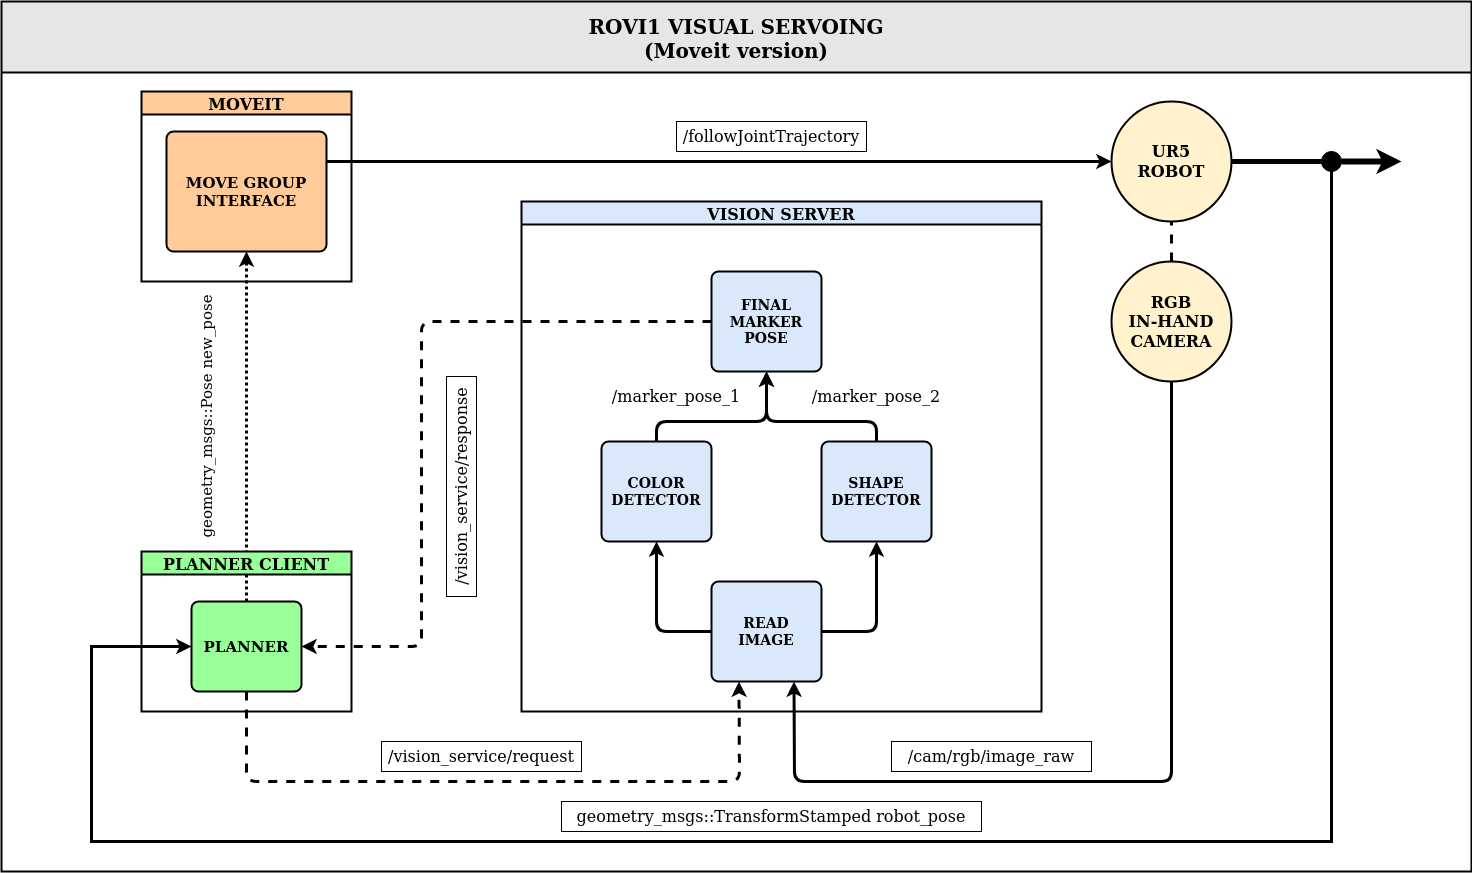 ROVI1 VISUAL SERVOING
(Moveit version)
MOVEIT
MOVE GROUP
INTERFACE
/followJointTrajectory
UR5
ROBOT
VISION SERVER
FINAL
MARKER
POSE
RGB
IN-HAND
CAMERA
geometry_msgs::Pose new_pose
/vision_service/response
/marker_pose_1
/marker_pose_2
COLOR
DETECTOR
SHAPE
DETECTOR
PLANNER CLIENT
PLANNER
READ
IMAGE
/vision_service/request
/cam/rgb/image_raw
geometry_msgs::TransformStamped robot_pose